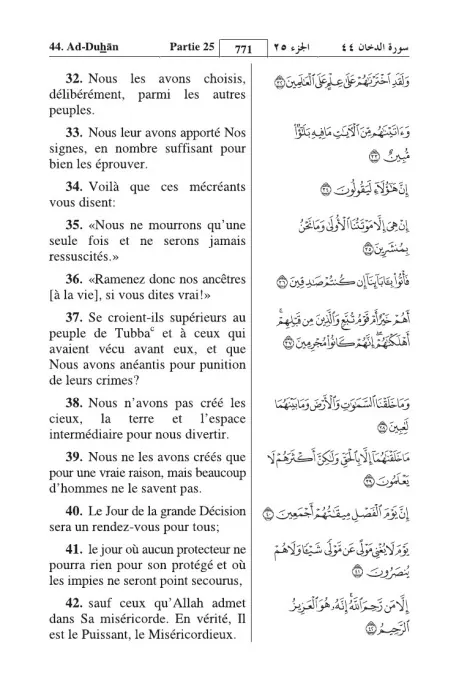 44. Ad-Duhān Partie 25 771 الجزء ٢٥ سورة الدخان ٤٤
32. Nous les avons choisis,
délibérément, parmi les autres
peuples.
33. Nous leur avons apporté Nos
signes, en nombre suffisant pour
bien les éprouver.
34. Voilà que ces mécréants
vous disent:
35. «Nous ne mourrons qu’une
seule fois et ne serons jamais
ressuscités.»
36. «Ramenez donc nos ancêtres
[à la vie], si vous dites vrai!»
37. Se croient-ils supérieurs au
peuple de Tubbaᶜ et à ceux qui
avaient vécu avant eux, et que
Nous avons anéantis pour punition
de leurs crimes?
38. Nous n’avons pas créé les
cieux, la terre et l’espace
intermédiaire pour nous divertir.
39. Nous ne les avons créés que
pour une vraie raison, mais beaucoup
d’hommes ne le savent pas.
40. Le Jour de la grande Décision
sera un rendez-vous pour tous;
41. le jour où aucun protecteur ne
pourra rien pour son protégé et où
les impies ne seront point secourus,
42. sauf ceux qu’Allah admet
dans Sa miséricorde. En vérité, Il
est le Puissant, le Miséricordieux.
وَلَقَدِ ٱخْتَرْنَٰهُمْ عَلَىٰ عِلْمٍ عَلَى ٱلْعَٰلَمِينَ ٣٢
وَءَاتَيْنَٰهُم مِّنَ ٱلْءَايَٰتِ مَا فِيهِ بَلَٰٓؤٌا۟
مُّبِينٌ ٣٣
إِنَّ هَٰٓؤُلَآءِ لَيَقُولُونَ ٣٤
إِنْ هِىَ إِلَّا مَوْتَتُنَا ٱلْأُولَىٰ وَمَا نَحْنُ
بِمُنشَرِينَ ٣٥
فَأْتُوا۟ بِـَٔابَآئِنَآ إِن كُنتُمْ صَٰدِقِينَ ٣٦
أَهُمْ خَيْرٌ أَمْ قَوْمُ تُبَّعٍ وَٱلَّذِينَ مِن قَبْلِهِمْ ۚ
أَهْلَكْنَٰهُمْ ۖ إِنَّهُمْ كَانُوا۟ مُجْرِمِينَ ٣٧
وَمَا خَلَقْنَا ٱلسَّمَٰوَٰتِ وَٱلْأَرْضَ وَمَا بَيْنَهُمَا
لَٰعِبِينَ ٣٨
مَا خَلَقْنَٰهُمَآ إِلَّا بِٱلْحَقِّ وَلَٰكِنَّ أَكْثَرَهُمْ لَا
يَعْلَمُونَ ٣٩
إِنَّ يَوْمَ ٱلْفَصْلِ مِيقَٰتُهُمْ أَجْمَعِينَ ٤٠
يَوْمَ لَا يُغْنِى مَوْلًى عَن مَّوْلًى شَيْـًٔا وَلَا هُمْ
يُنصَرُونَ ٤١
إِلَّا مَن رَّحِمَ ٱللَّهُ ۚ إِنَّهُۥ هُوَ ٱلْعَزِيزُ
ٱلرَّحِيمُ ٤٢